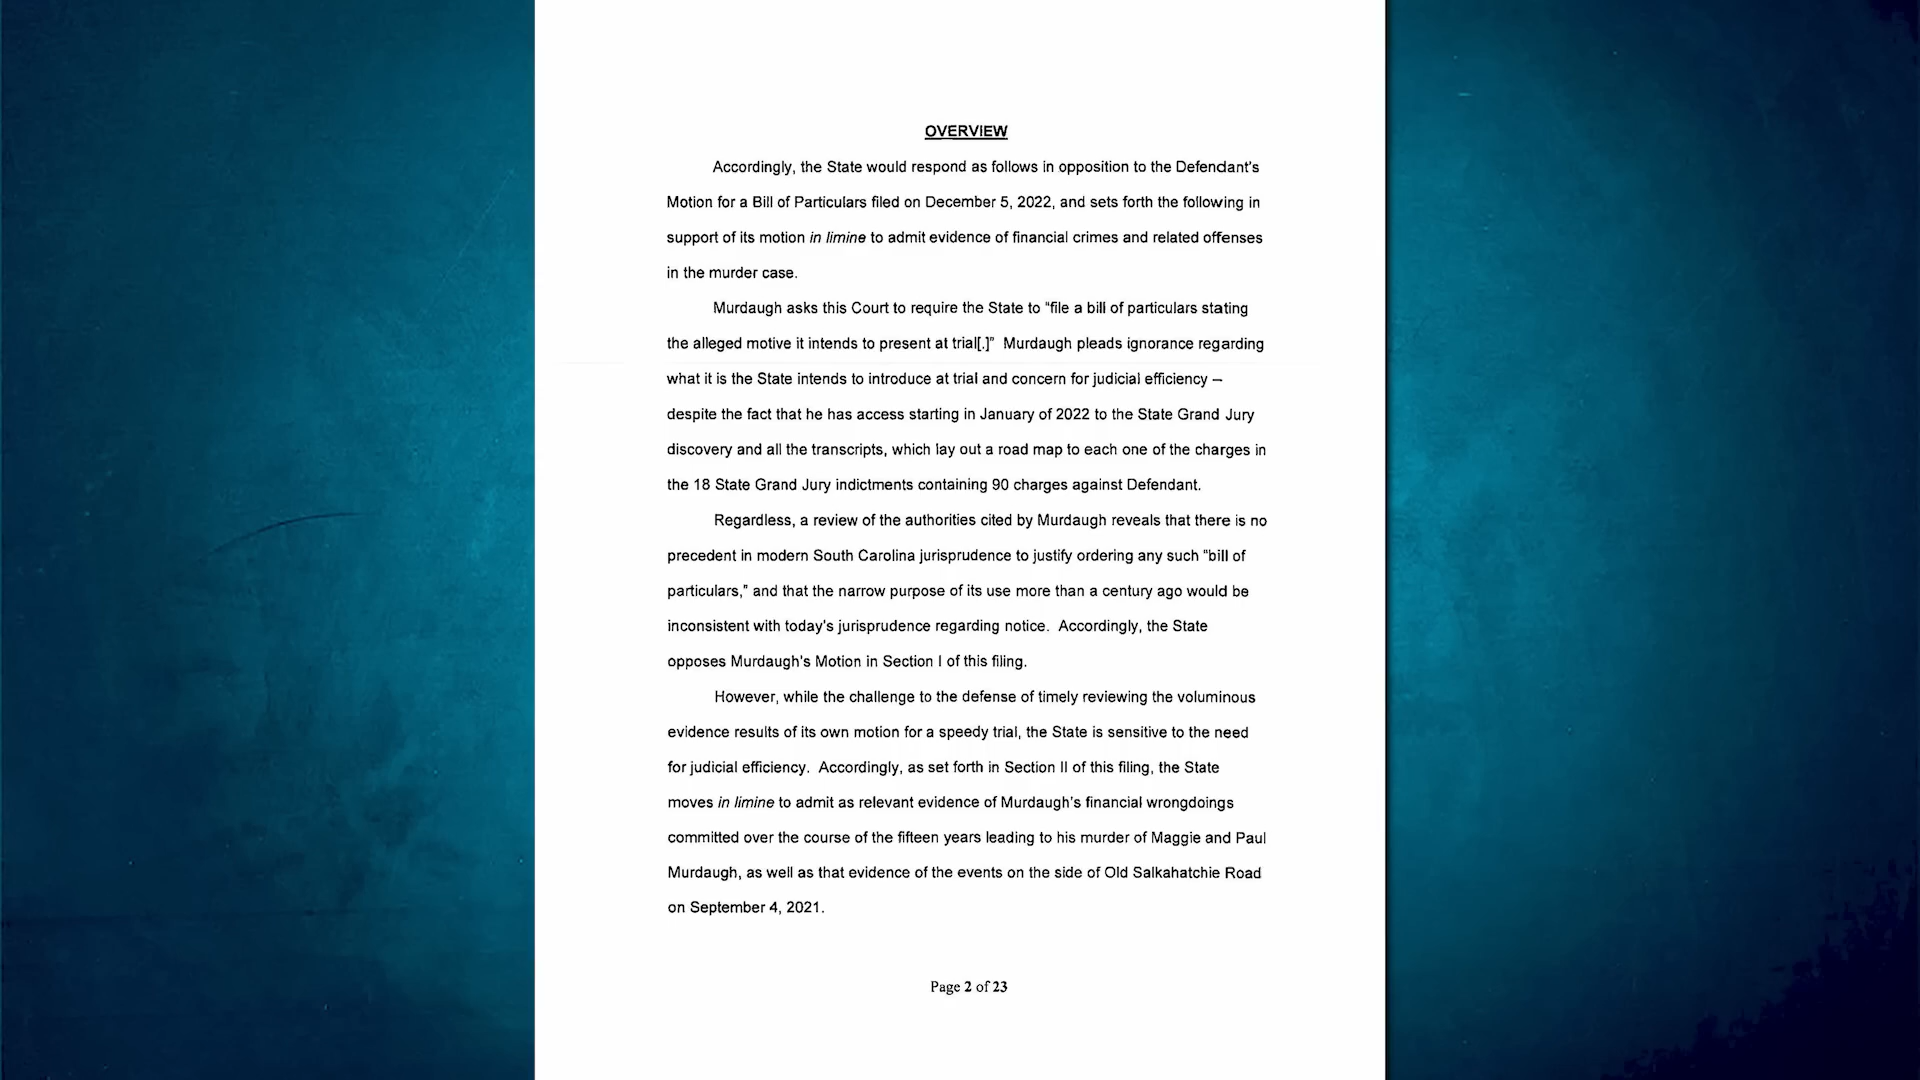 OVERVIEW
Accordingly, the State would respond as follows in opposition to the Defendant's
Motion for a Bill of Particulars filed on December 5, 2022, and sets forth the following in
support of its motion in limine to admit evidence of financial crimes and related offenses
in the murder case.
Murdaugh asks this Court to require the State to "file a bill of particulars stating
the alleged motive it intends to present at trial[.]"  Murdaugh pleads ignorance regarding
what it is the State intends to introduce at trial and concern for judicial efficiency –
despite the fact that he has access starting in January of 2022 to the State Grand Jury
discovery and all the transcripts, which lay out a road map to each one of the charges in
the 18 State Grand Jury indictments containing 90 charges against Defendant.
Regardless, a review of the authorities cited by Murdaugh reveals that there is no
precedent in modern South Carolina jurisprudence to justify ordering any such "bill of
particulars," and that the narrow purpose of its use more than a century ago would be
inconsistent with today's jurisprudence regarding notice.  Accordingly, the State
opposes Murdaugh's Motion in Section I of this filing.
However, while the challenge to the defense of timely reviewing the voluminous
evidence results of its own motion for a speedy trial, the State is sensitive to the need
for judicial efficiency.  Accordingly, as set forth in Section II of this filing, the State
moves in limine to admit as relevant evidence of Murdaugh's financial wrongdoings
committed over the course of the fifteen years leading to his murder of Maggie and Paul
Murdaugh, as well as that evidence of the events on the side of Old Salkahatchie Road
on September 4, 2021.
Page 2 of 23